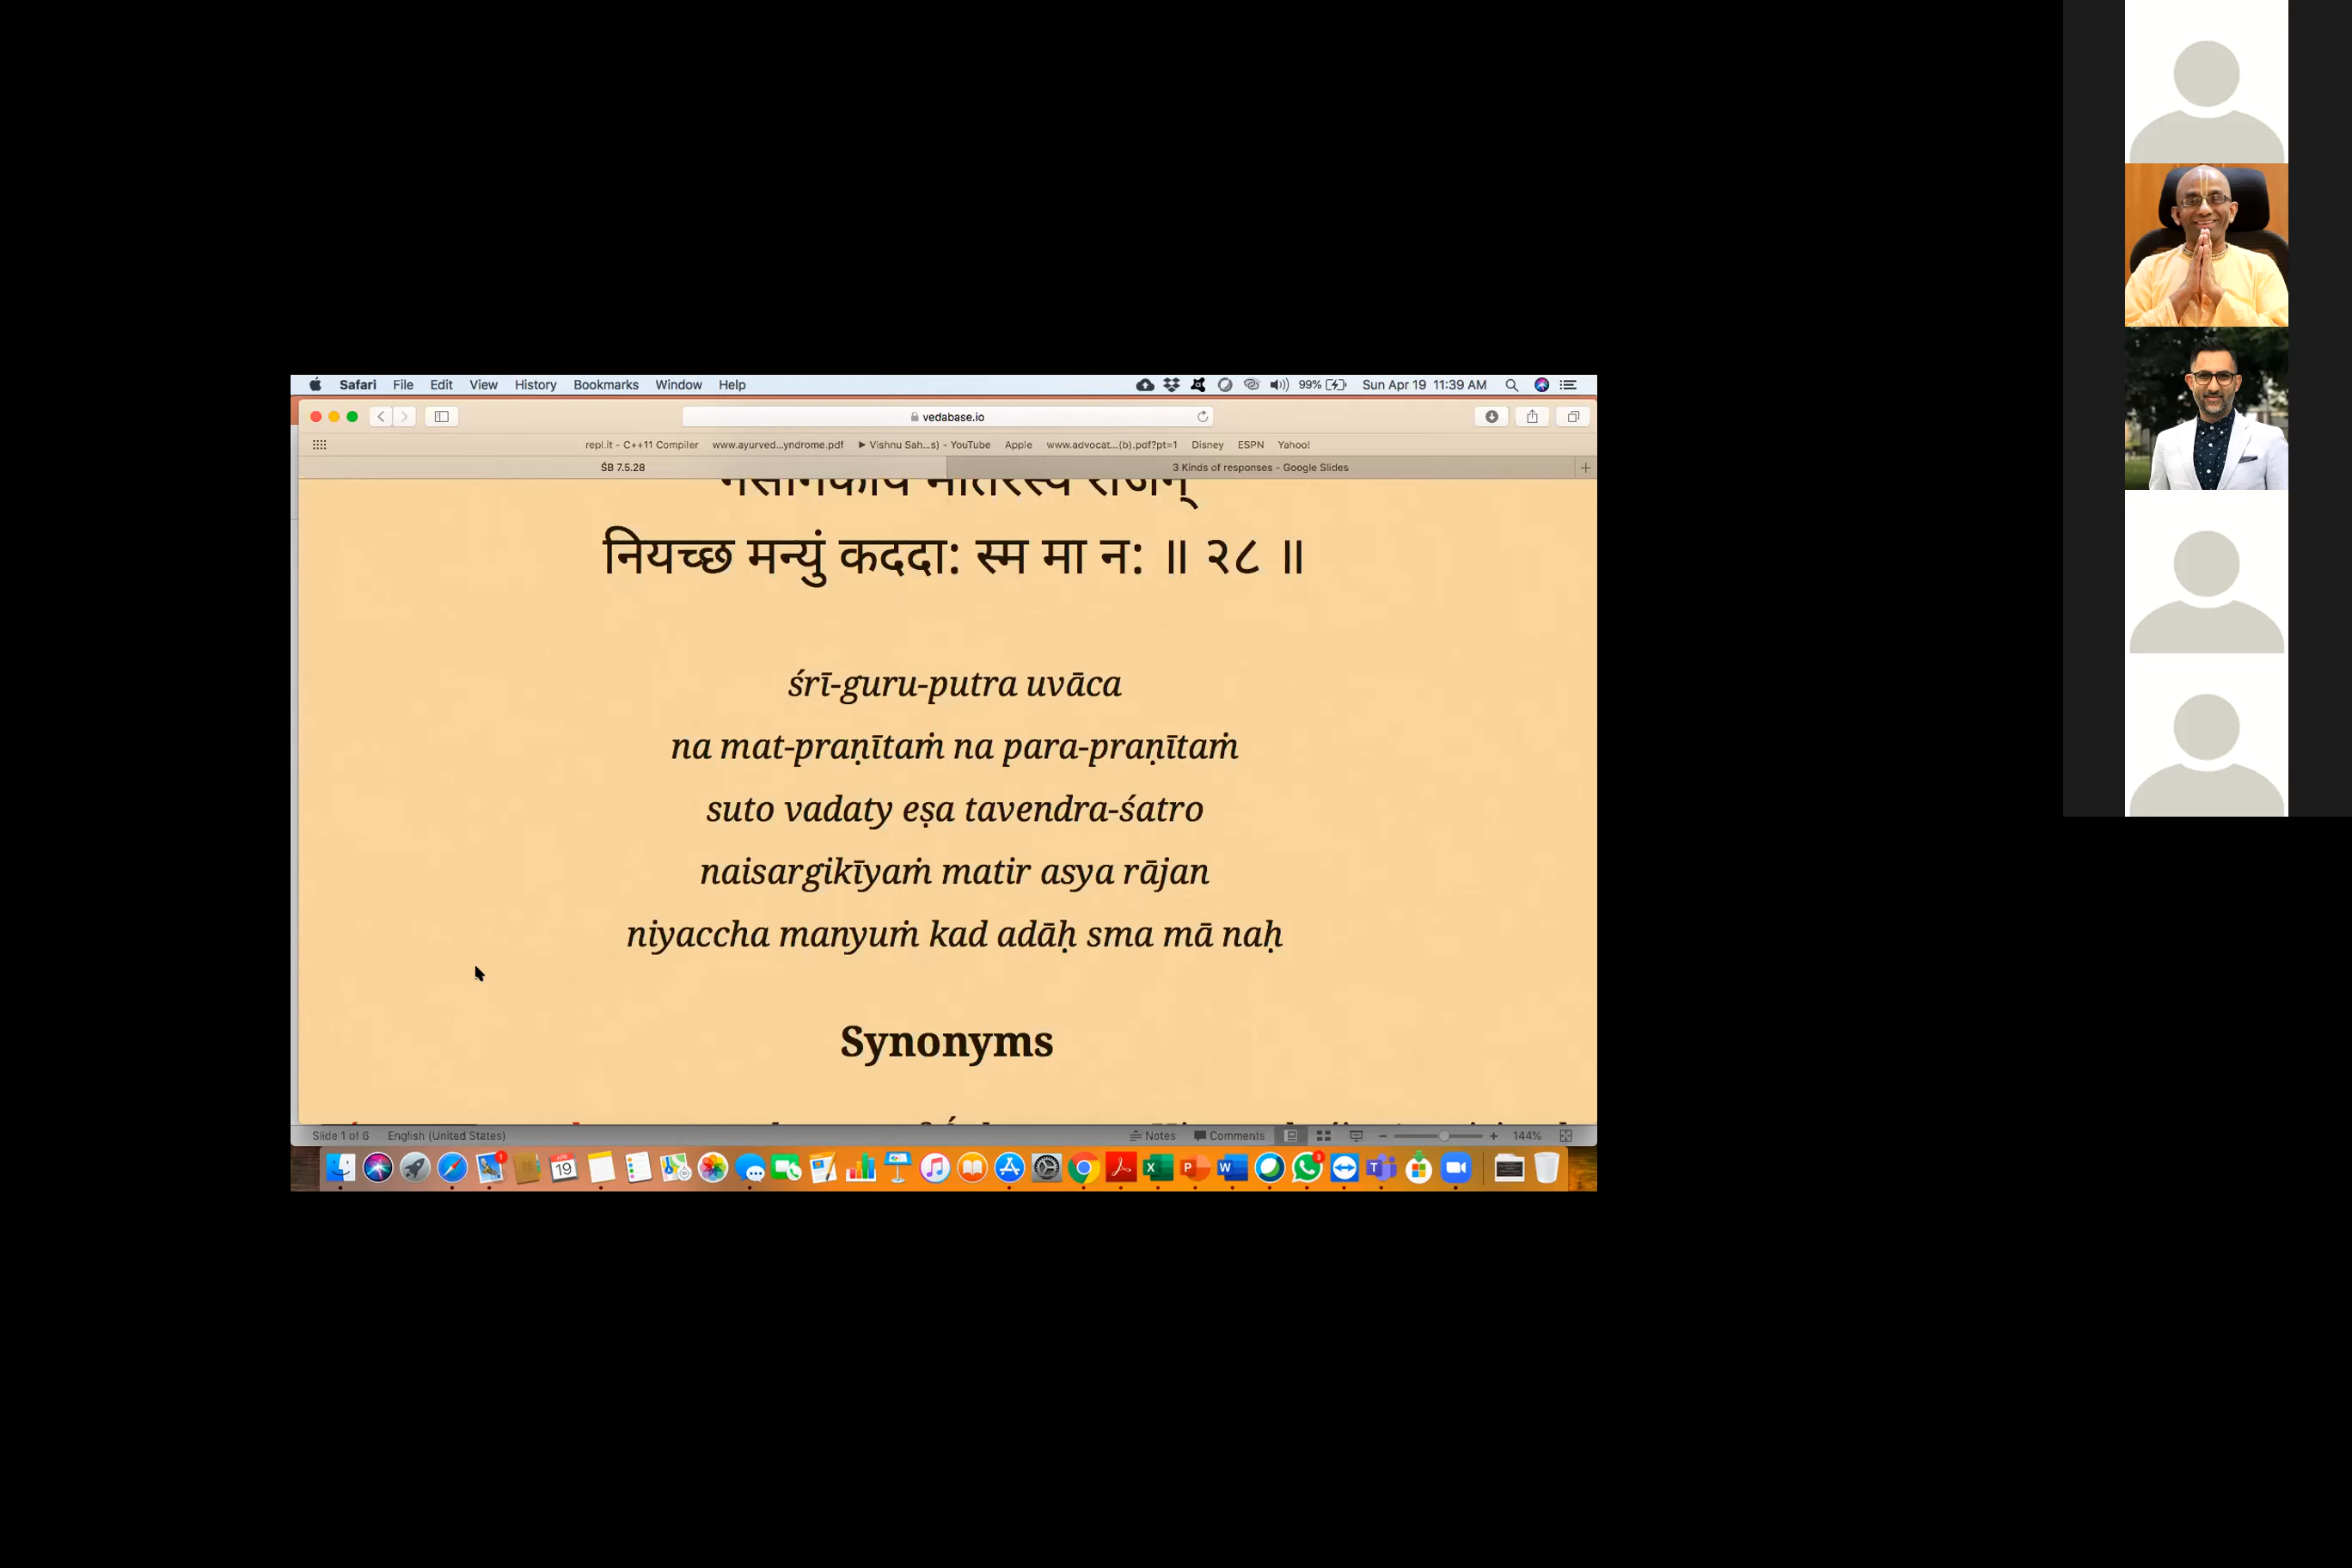 Safari File Edit View History Bookmarks Window Help 99% Sun Apr 19 11:39 AM
vedabase.io
repl.it - C++11 Compiler www.ayurved...yndrome.pdf ▶ Vishnu Sah...s) - YouTube Apple www.advocat...(b).pdf?pt=1 Disney ESPN Yahoo!
ŚB 7.5.28 3 Kinds of responses - Google Slides
नियच्छ मन्युं कददा: स्म मा न: ॥ २८ ॥
śrī-guru-putra uvāca
na mat-praṇītaṁ na para-praṇītaṁ
suto vadaty eṣa tavendra-śatro
naisargikīyaṁ matir asya rājan
niyaccha manyuṁ kad adāḥ sma mā naḥ
Synonyms
Slide 1 of 6 English (United States) Notes Comments 144%
19